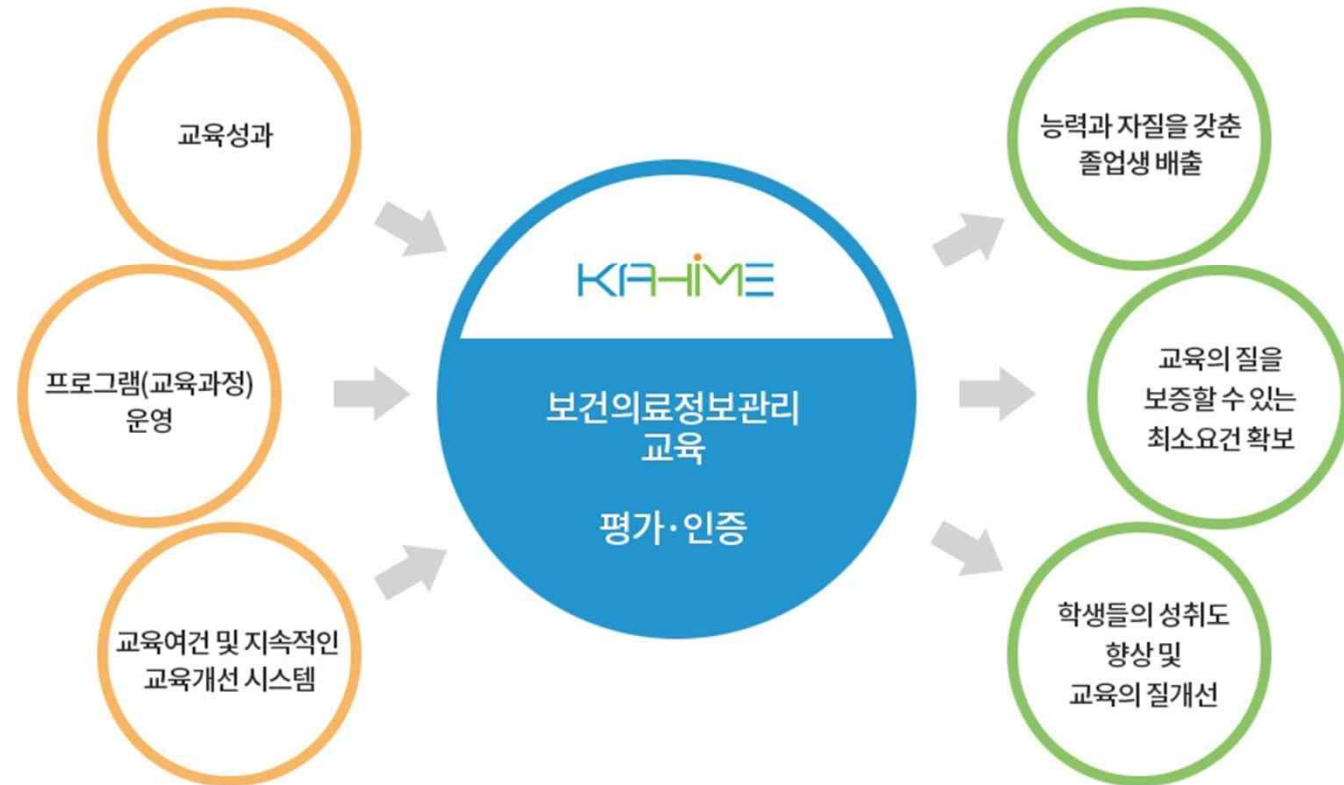 교육성과
프로그램(교육과정)
운영
교육여건 및 지속적인
교육개선 시스템
KAHIME
보건의료정보관리
교육
평가·인증
능력과 자질을 갖춘
졸업생 배출
교육의 질을
보증할 수 있는
최소요건 확보
학생들의 성취도
향상 및
교육의 질개선